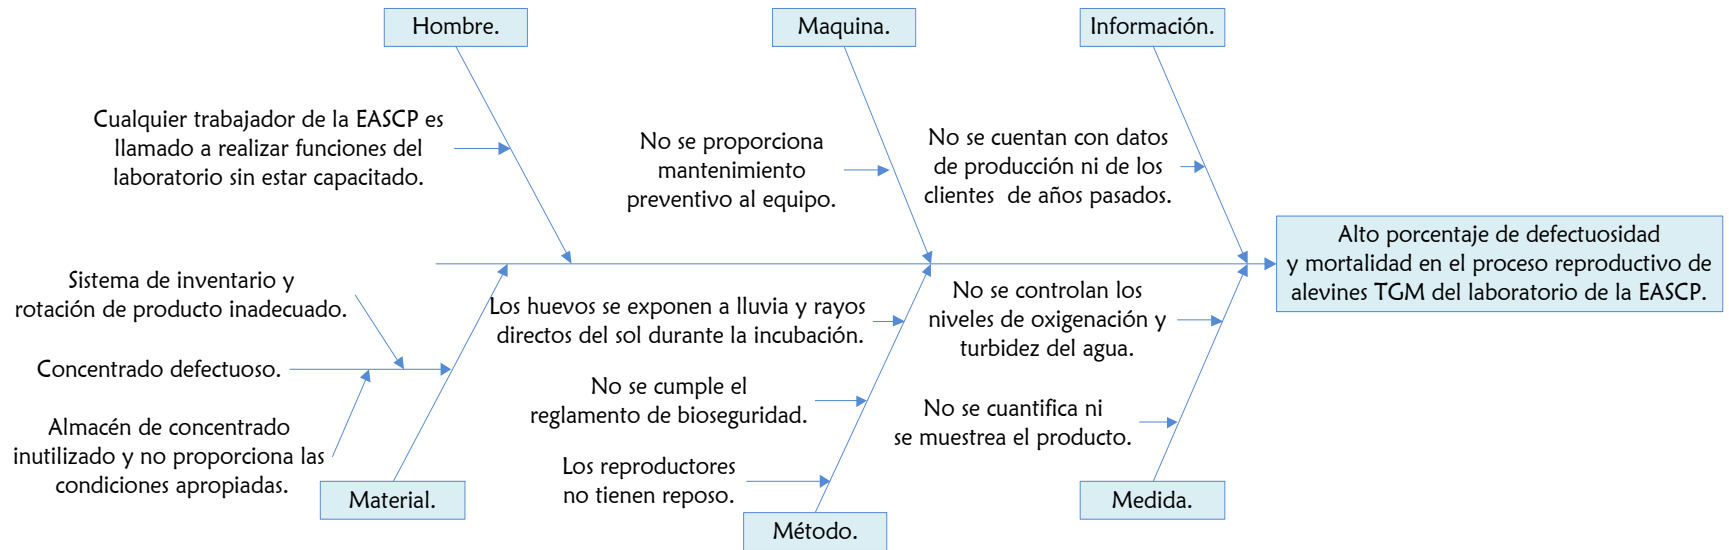 Hombre.
Maquina.
Información.
Cualquier trabajador de la EASCP es
llamado a realizar funciones del
laboratorio sin estar capacitado.
No se proporciona
mantenimiento
preventivo al equipo.
No se cuentan con datos
de producción ni de los
clientes de años pasados.
Alto porcentaje de defectuosidad
y mortalidad en el proceso reproductivo de
alevines TGM del laboratorio de la EASCP.
Sistema de inventario y
rotación de producto inadecuado.
Concentrado defectuoso.
Almacén de concentrado
inutilizado y no proporciona las
condiciones apropiadas.
Material.
Los huevos se exponen a lluvia y rayos
directos del sol durante la incubación.
No se cumple el
reglamento de bioseguridad.
Los reproductores
no tienen reposo.
Método.
No se controlan los
niveles de oxigenación y
turbidez del agua.
No se cuantifica ni
se muestrea el producto.
Medida.